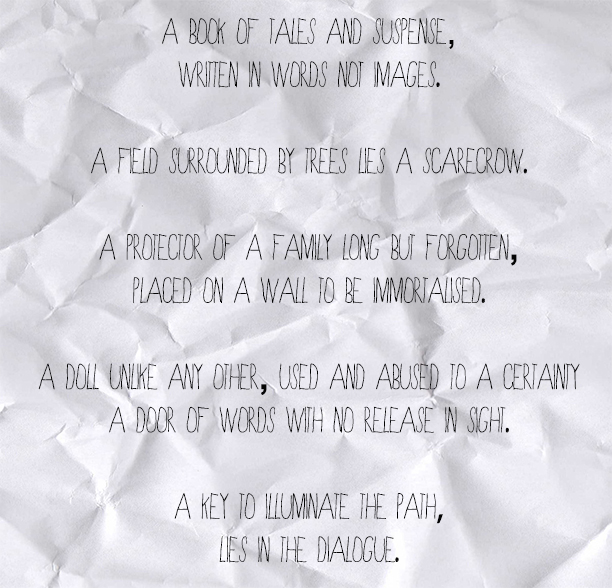 A BOOK OF TALES AND SUSPENSE,
WRITTEN IN WORDS NOT IMAGES.
A FIELD SURROUNDED BY TREES LIES A SCARECROW.
A PROTECTOR OF A FAMILY LONG BUT FORGOTTEN,
PLACED ON A WALL TO BE IMMORTALISED.
A DOLL UNLIKE ANY OTHER, USED AND ABUSED TO A CERTAINTY
A DOOR OF WORDS WITH NO RELEASE IN SIGHT.
A KEY TO ILLUMINATE THE PATH,
LIES IN THE DIALOGUE.